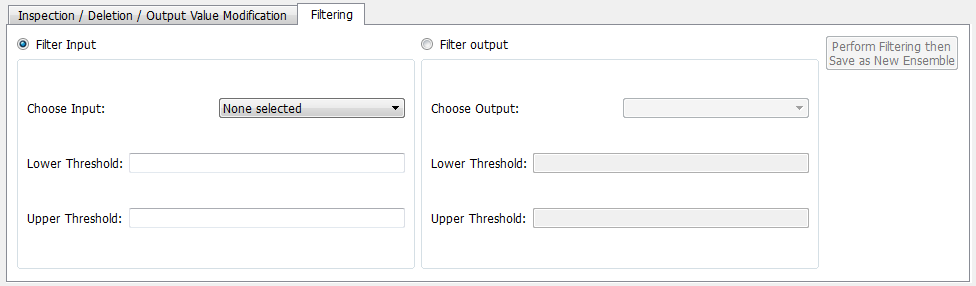 Inspection / Deletion / Output Value Modification
Filtering
Filter Input
Filter output
Perform Filtering then
Save as New Ensemble
Choose Input:
None selected
Choose Output:
Lower Threshold:
Lower Threshold:
Upper Threshold:
Upper Threshold: